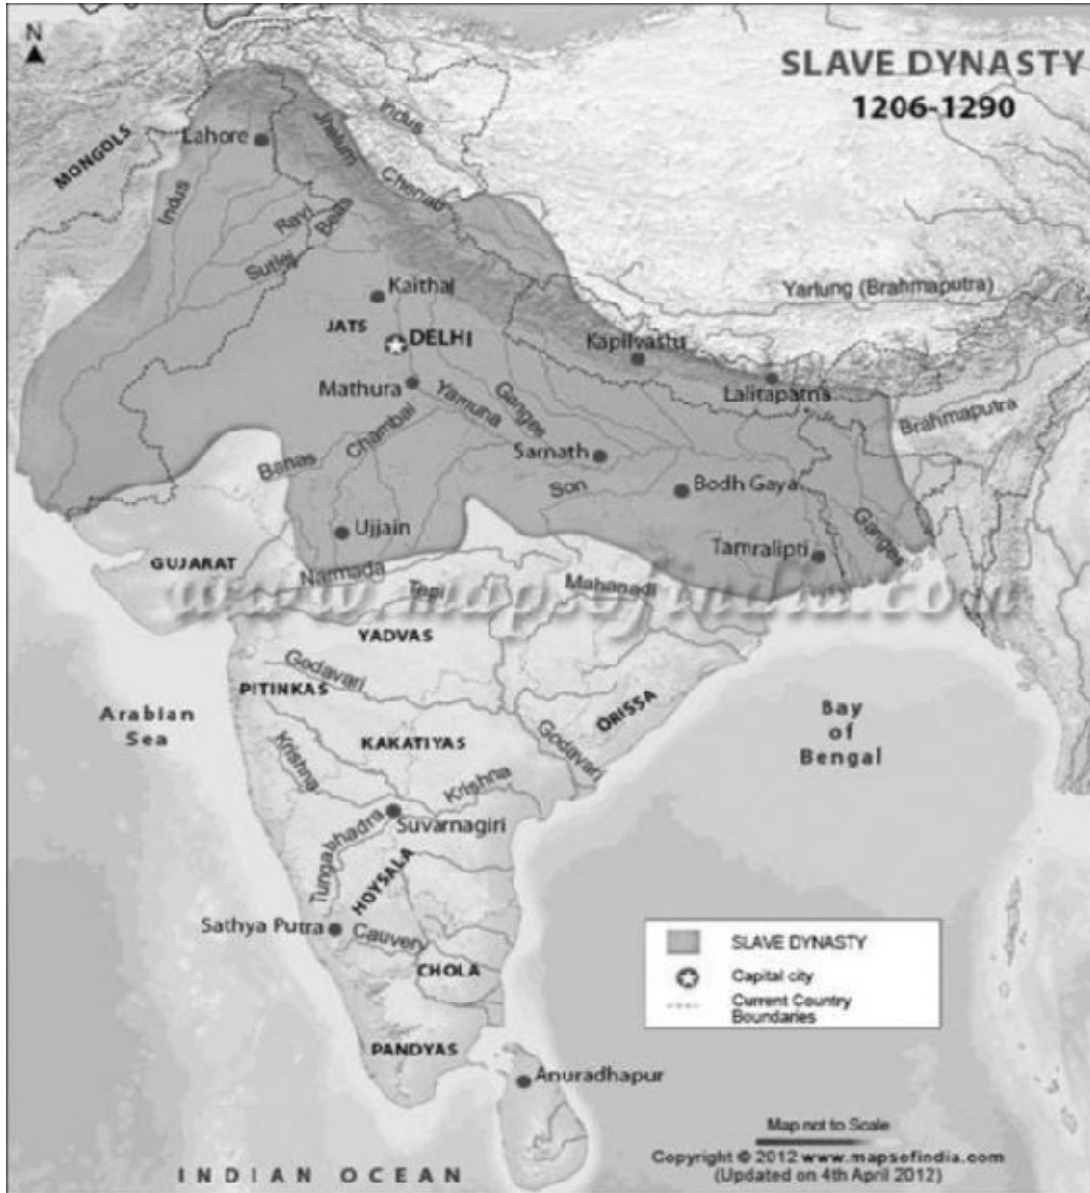 N
SLAVE DYNASTY
1206-1290
MONGOLS
Lahore
Jhelum
Indus
Chenab
Indus
Ravi
Beas
Sutlej
Kaithal
JATS
DELHI
Yarlung (Brahmaputra)
Kapilvastu
Lalitapatna
Mathura
Yamuna
Ganges
Brahmaputra
Chambal
Banas
Sarnath
Son
Bodh Gaya
Ujjain
Tamralipti
Ganges
GUJARAT
Narmada
Tapi
Mahanadi
www.mapsofindia.com
YADVAS
Godavari
PITINKAS
ORISSA
Arabian
Sea
KAKATIYAS
Godavari
Bay
of
Bengal
Krishna
Krishna
Tungabhadra
Suvarnagiri
HOYSALA
Sathya Putra
Cauvery
CHOLA
SLAVE DYNASTY
Capital city
Current Country
Boundaries
PANDYAS
Anuradhapur
Map not to Scale
Copyright © 2012 www.mapsofindia.com
(Updated on 4th April 2012)
INDIAN OCEAN